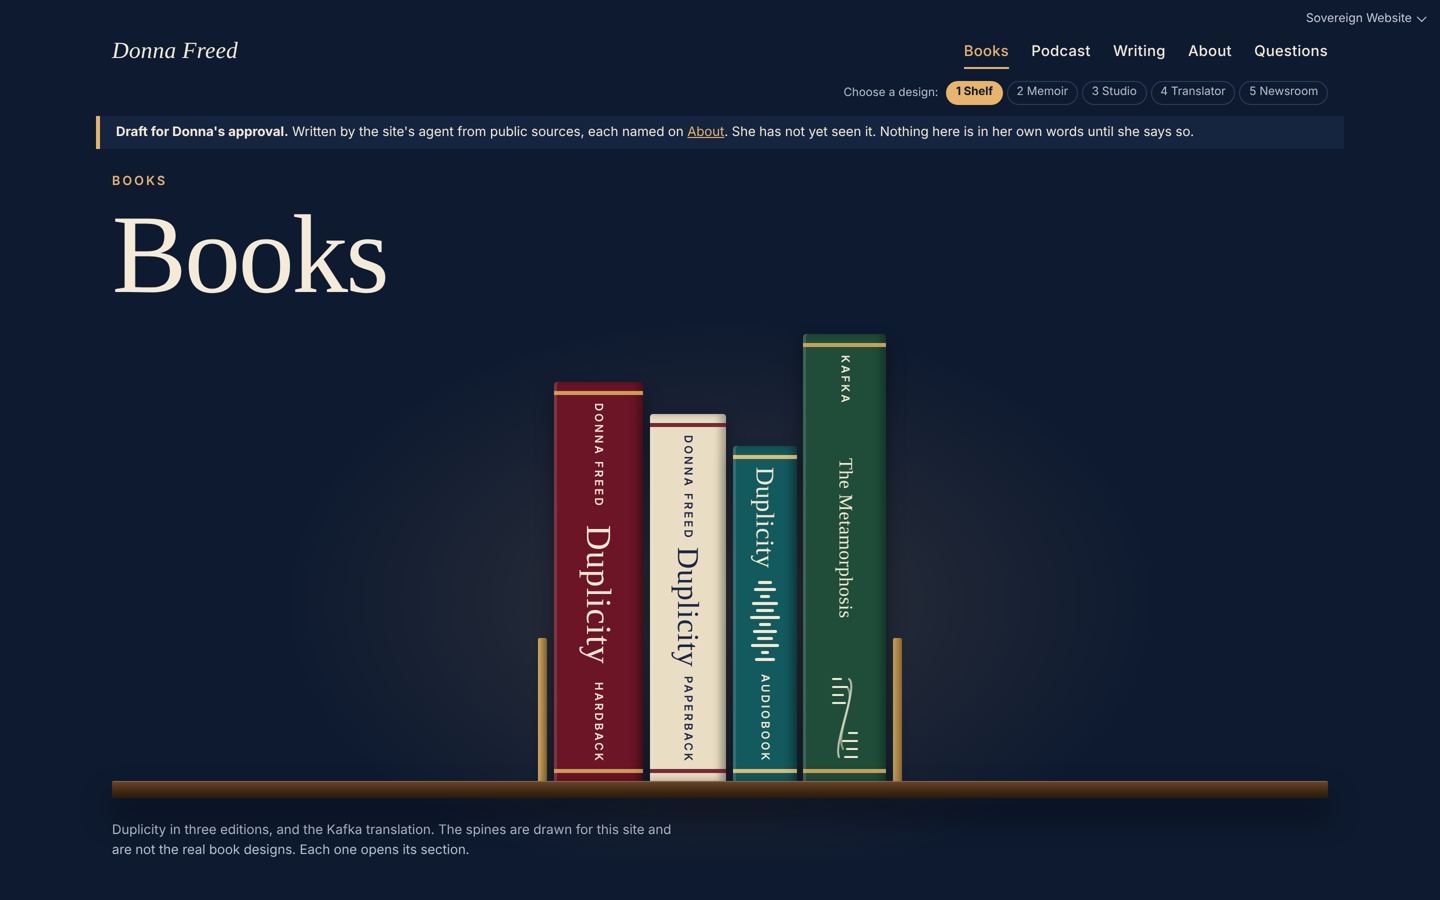 Sovereign Website
Donna Freed
Books Podcast Writing About Questions
Choose a design: 1 Shelf 2 Memoir 3 Studio 4 Translator 5 Newsroom
Draft for Donna's approval. Written by the site's agent from public sources, each named on About. She has not yet seen it. Nothing here is in her own words until she says so.
BOOKS
Books
DONNA FREED Duplicity HARDBACK
DONNA FREED Duplicity PAPERBACK
Duplicity AUDIOBOOK
KAFKA The Metamorphosis
Duplicity in three editions, and the Kafka translation. The spines are drawn for this site and
are not the real book designs. Each one opens its section.